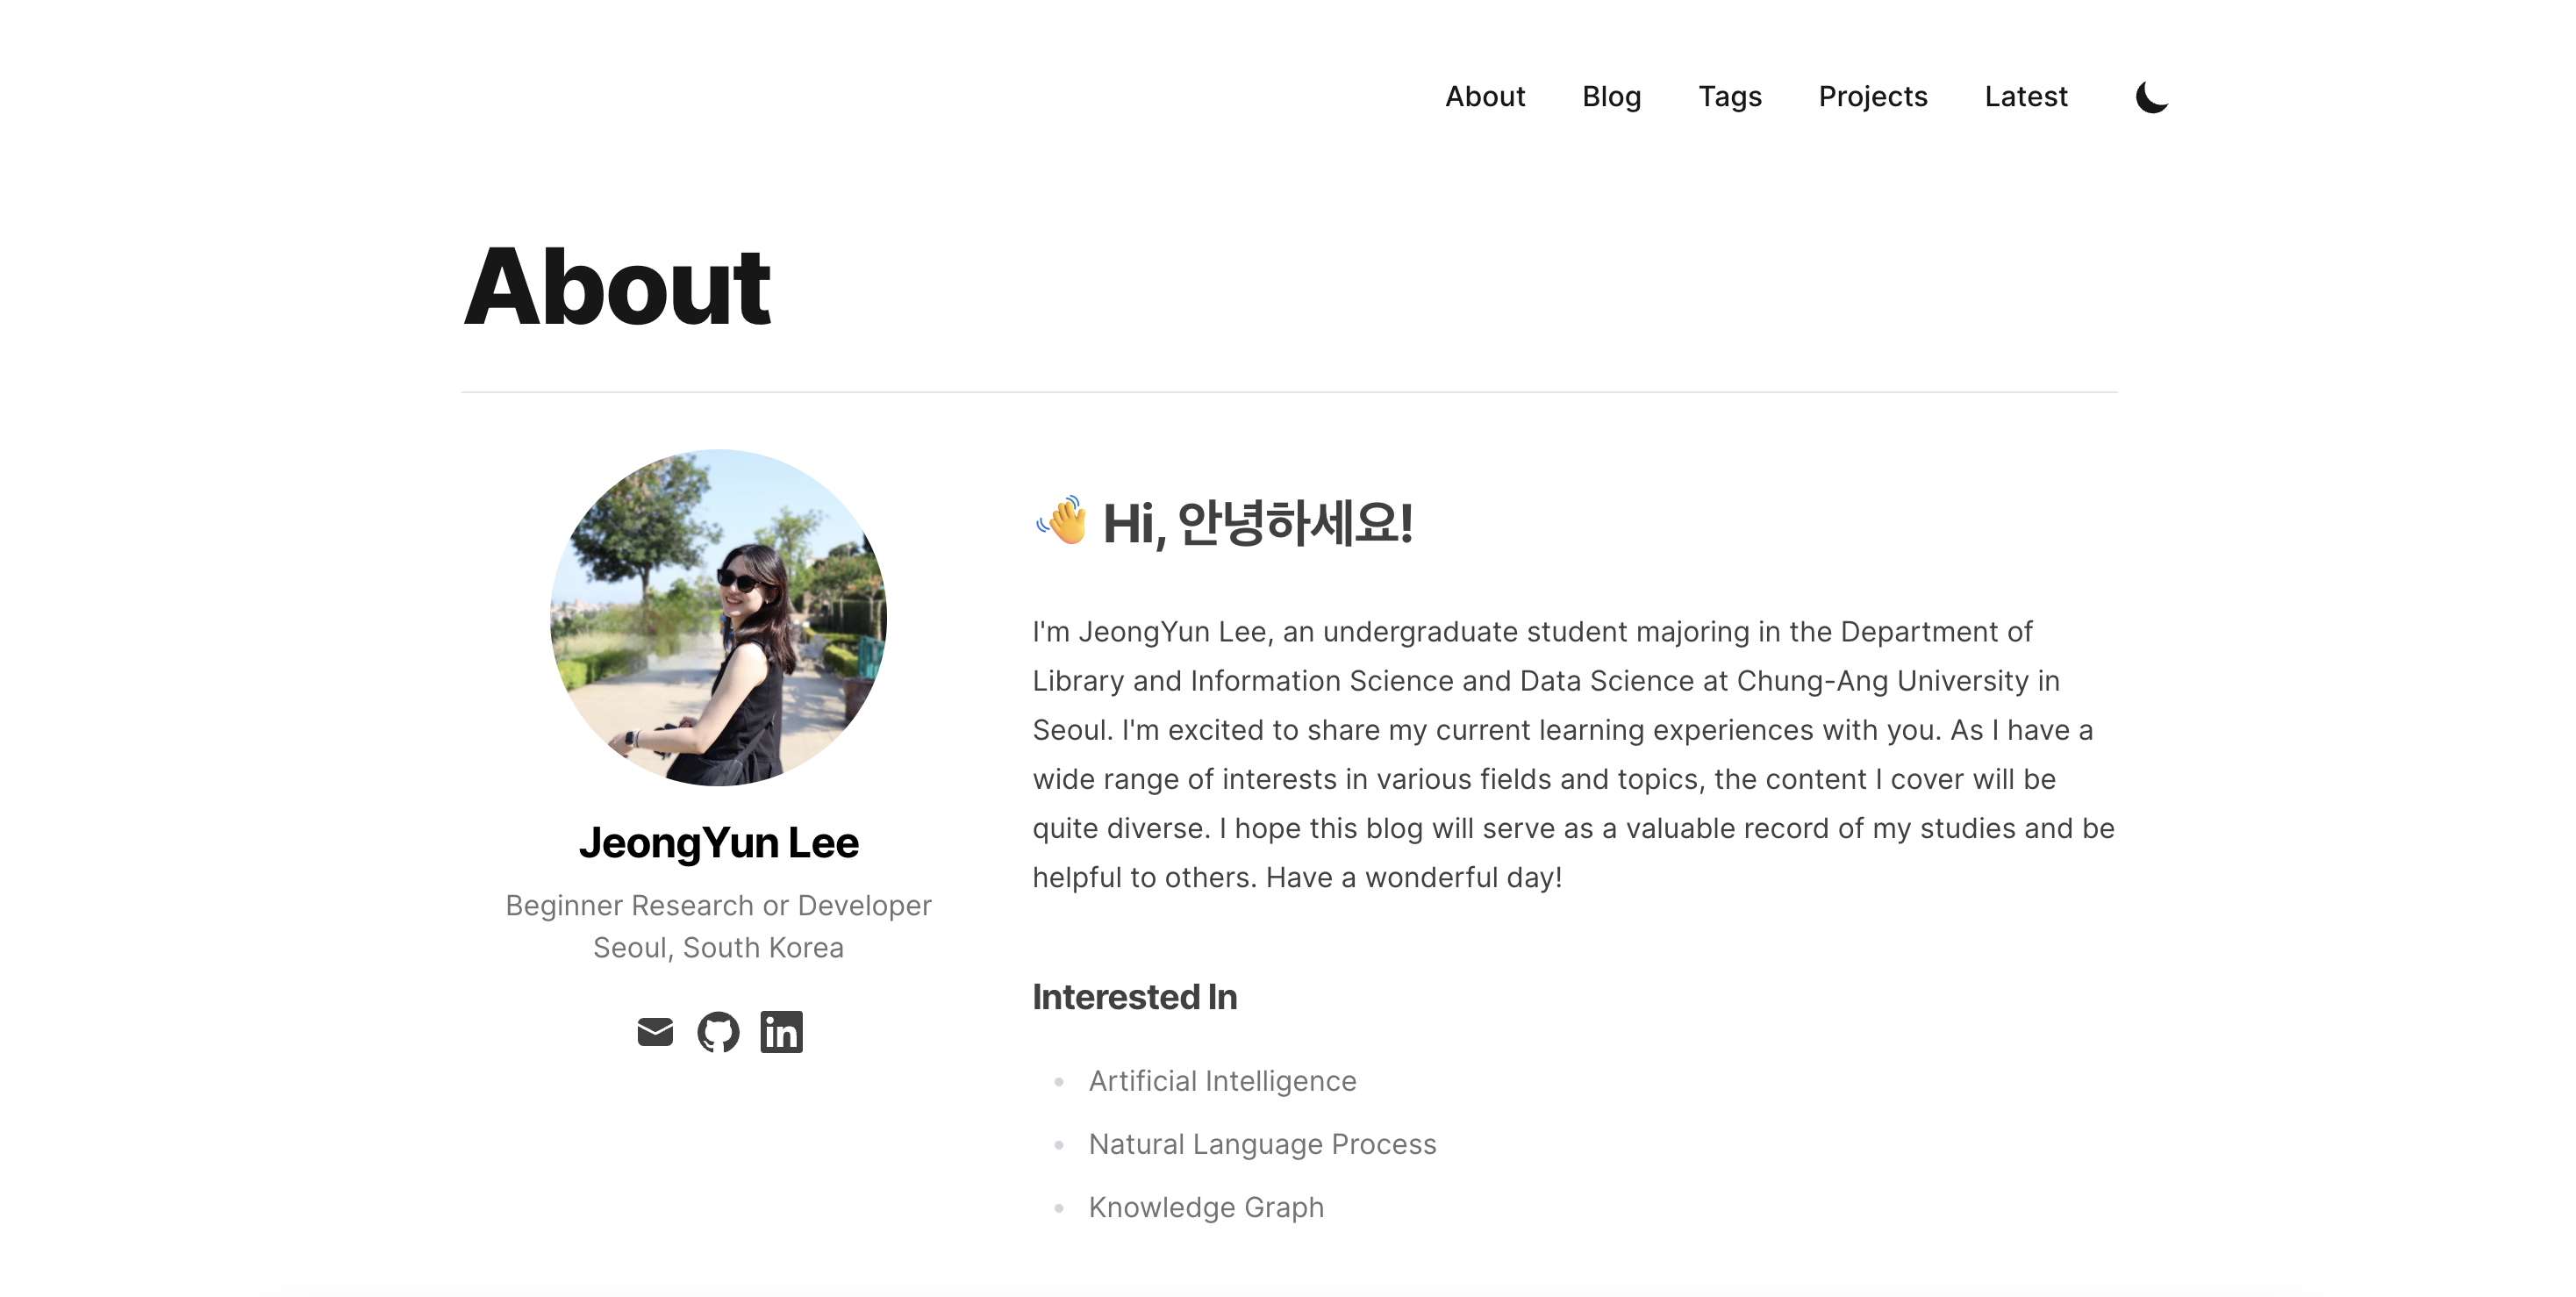 About Blog Tags Projects Latest
About
👋 Hi, 안녕하세요!
I'm JeongYun Lee, an undergraduate student majoring in the Department of
Library and Information Science and Data Science at Chung-Ang University in
Seoul. I'm excited to share my current learning experiences with you. As I have a
wide range of interests in various fields and topics, the content I cover will be
quite diverse. I hope this blog will serve as a valuable record of my studies and be
helpful to others. Have a wonderful day!
JeongYun Lee
Beginner Research or Developer
Seoul, South Korea
in
Interested In
Artificial Intelligence
Natural Language Process
Knowledge Graph